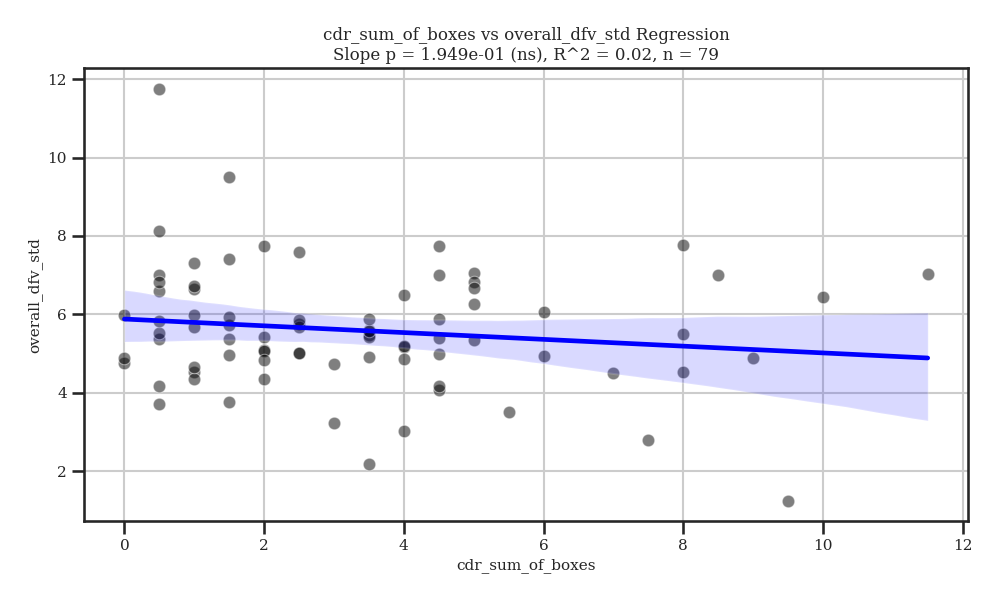 cdr_sum_of_boxes vs overall_dfv_std Regression
Slope p = 1.949e-01 (ns), R^2 = 0.02, n = 79
12
10
8
6
4
2
overall_dfv_std
0 2 4 6 8 10 12
cdr_sum_of_boxes